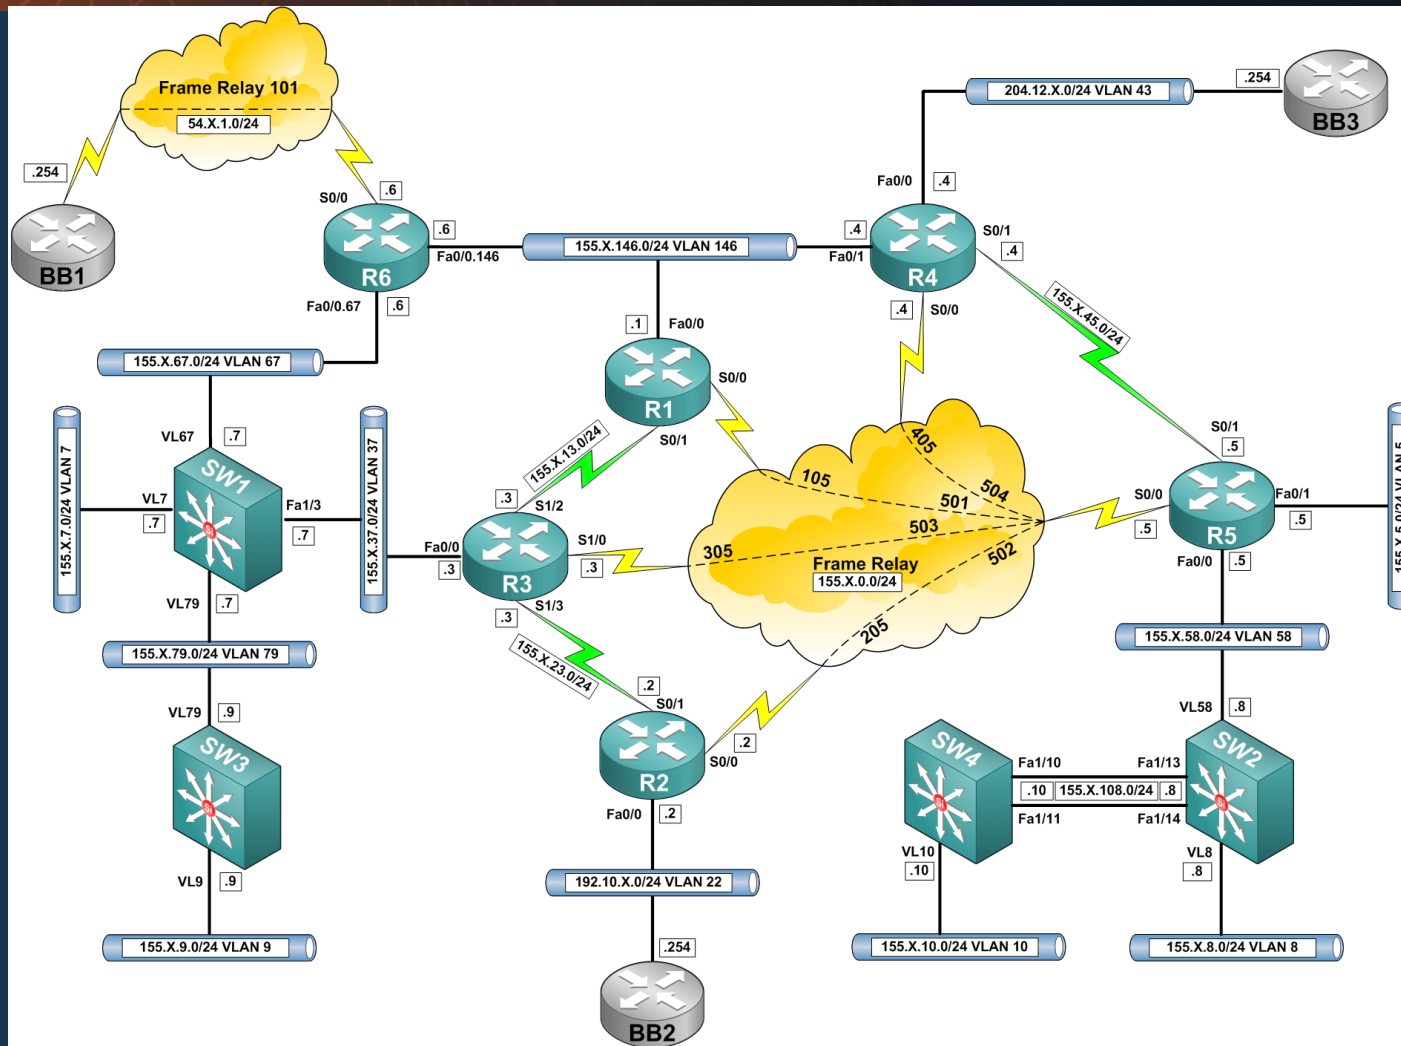 Frame Relay 101
54.X.1.0/24
.254
BB1
S0/0
.6
R6
.6
Fa0/0.146
Fa0/0.67
.6
155.X.146.0/24 VLAN 146
204.12.X.0/24 VLAN 43
.254
BB3
Fa0/0
.4
.4
Fa0/1
R4
S0/1
.4
.4
S0/0
155.X.45.0/24
155.X.67.0/24 VLAN 67
.1
Fa0/0
R1
S0/0
S0/1
155.X.13.0/24
VL67
.7
SW1
155.X.7.0/24 VLAN 7
VL7
.7
Fa1/3
.7
155.X.37.0/24 VLAN 37
VL79
.7
.3
S1/2
Fa0/0
.3
R3
S1/0
.3
.3
S1/3
155.X.23.0/24
405
105
504
501
503
305
502
205
Frame Relay
155.X.0.0/24
S0/1
.5
S0/0
.5
R5
Fa0/1
.5
Fa0/0
.5
155.X.5.0/24 VLAN 5
155.X.58.0/24 VLAN 58
155.X.79.0/24 VLAN 79
VL79
.9
SW3
VL9
.9
155.X.9.0/24 VLAN 9
.2
S0/1
R2
.2
S0/0
Fa0/0
.2
192.10.X.0/24 VLAN 22
.254
BB2
VL58
.8
SW4
SW2
Fa1/10
Fa1/13
.10
155.X.108.0/24
.8
Fa1/11
Fa1/14
VL10
.10
VL8
.8
155.X.10.0/24 VLAN 10
155.X.8.0/24 VLAN 8